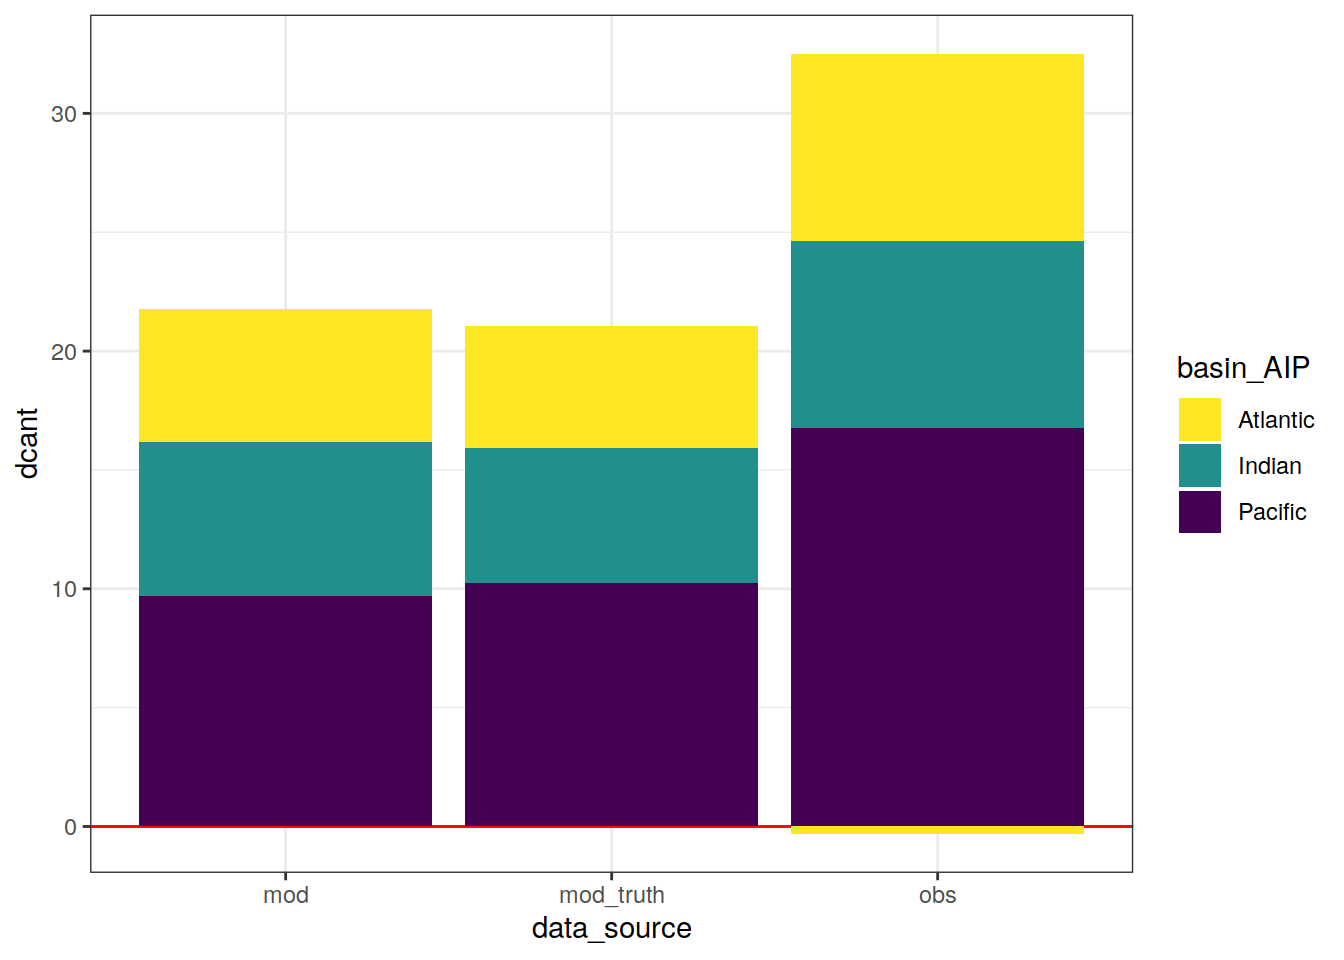 dcant
30
20
10
0
mod
mod_truth
obs
data_source
basin_AIP
Atlantic
Indian
Pacific